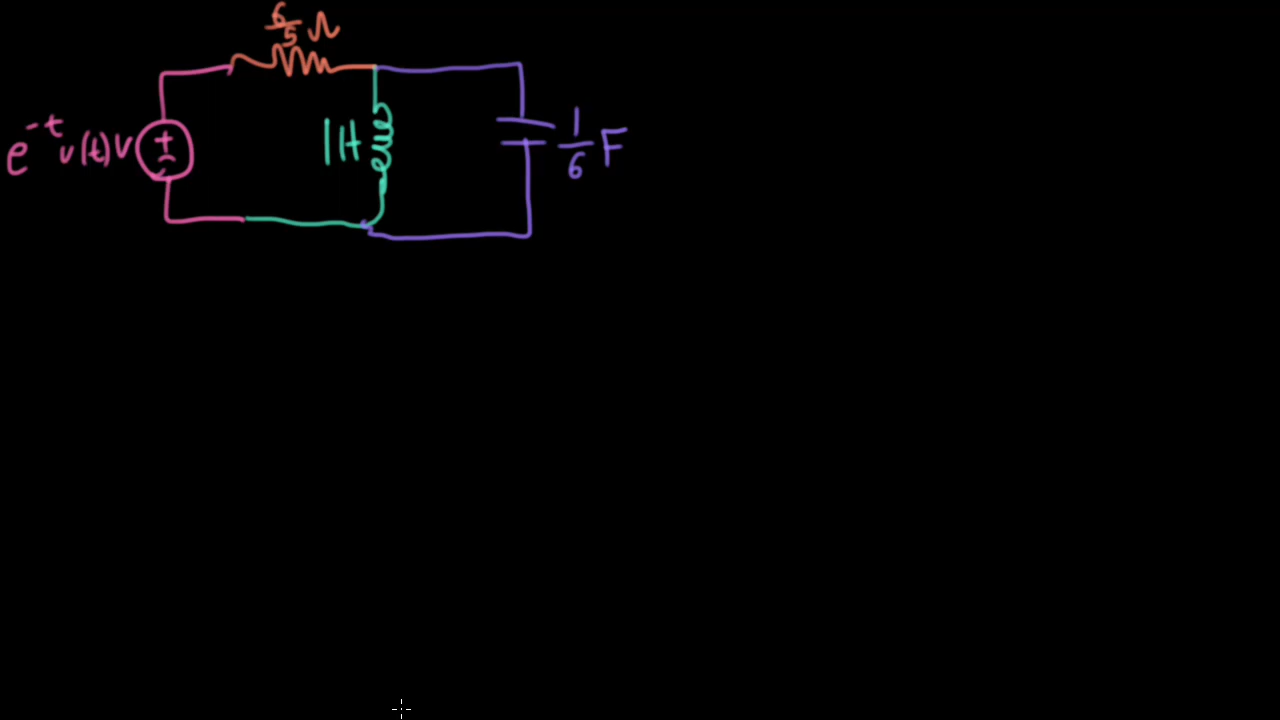 6/5 Ω
e^-t u(t) V
+
-
1H
1/6 F